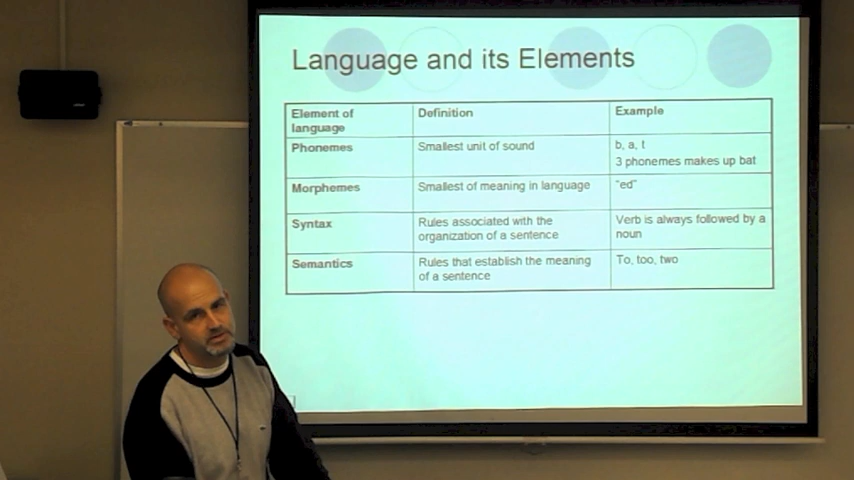 Language and its Elements
Element of language
Definition
Example
Phonemes
Smallest unit of sound
b, a, t
3 phonemes makes up bat
Morphemes
Smallest of meaning in language
"ed"
Syntax
Rules associated with the
organization of a sentence
Verb is always followed by a
noun
Semantics
Rules that establish the meaning
of a sentence
To, too, two